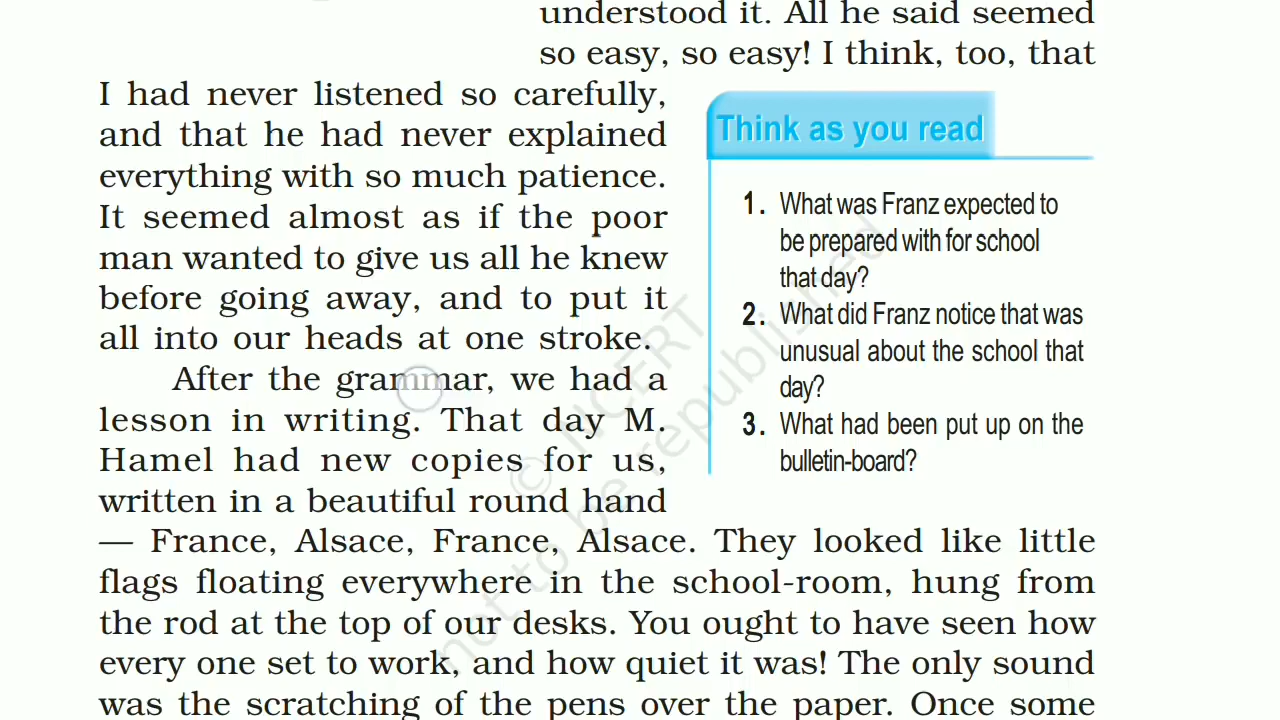 understood it. All he said seemed
so easy, so easy! I think, too, that
I had never listened so carefully,
and that he had never explained
everything with so much patience.
It seemed almost as if the poor
man wanted to give us all he knew
before going away, and to put it
all into our heads at one stroke.
After the grammar, we had a
lesson in writing. That day M.
Hamel had new copies for us,
written in a beautiful round hand
— France, Alsace, France, Alsace. They looked like little
flags floating everywhere in the school-room, hung from
the rod at the top of our desks. You ought to have seen how
every one set to work, and how quiet it was! The only sound
was the scratching of the pens over the paper. Once some
Think as you read
1. What was Franz expected to
be prepared with for school
that day?
2. What did Franz notice that was
unusual about the school that
day?
3. What had been put up on the
bulletin-board?
© NCERT
not to be republished